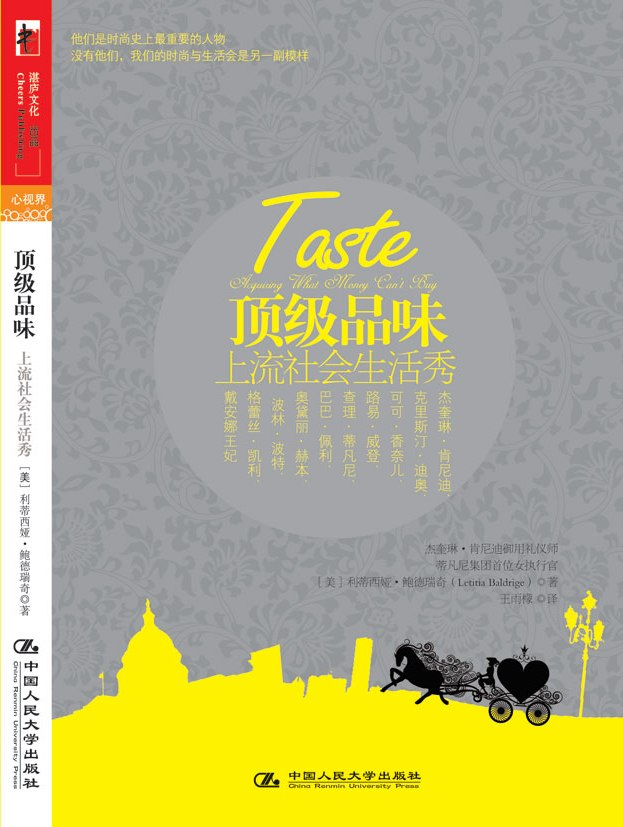 湛庐文化
Cheers Publishing
心视界
顶级品味
上流社会生活秀
[美] 利蒂西娅·鲍德瑞奇◎著
中国人民大学出版社
China Renmin University Press
他们是时尚史上最重要的人物
没有他们，我们的时尚与生活会是另一副模样
Taste
Acquiring What Money Can't Buy
顶级品味
上流社会生活秀
杰奎琳·肯尼迪、
克里斯汀·迪奥、
可可·香奈儿、
路易·威登、
查理·蒂凡尼、
巴巴·佩利、
奥黛丽·赫本、
波林·波特、
格蕾丝·凯利、
戴安娜王妃
杰奎琳·肯尼迪御用礼仪师
蒂凡尼集团首位女执行官
[美] 利蒂西娅·鲍德瑞奇 (Letitia Baldrige) ◎著
王雨檬 ◎译
中国人民大学出版社
China Renmin University Press